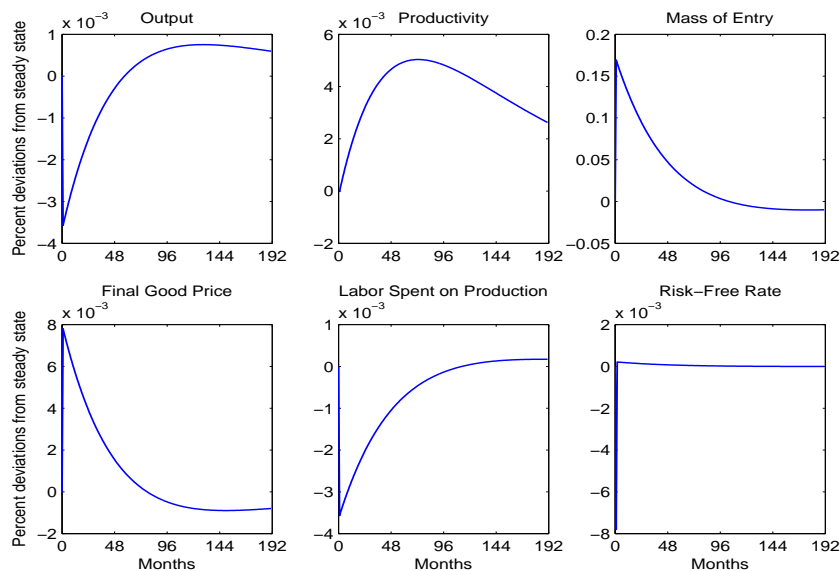 Output
Productivity
Mass of Entry
x 10⁻³
x 10⁻³
Percent deviations from steady state
1
0
−1
−2
−3
−4
0 48 96 144 192
6
4
2
0
−2
0 48 96 144 192
0.2
0.15
0.1
0.05
0
−0.05
0 48 96 144 192
Final Good Price
Labor Spent on Production
Risk−Free Rate
x 10⁻³
x 10⁻³
x 10⁻³
Percent deviations from steady state
8
6
4
2
0
−2
0 48 96 144 192
Months
1
0
−1
−2
−3
−4
0 48 96 144 192
Months
2
0
−2
−4
−6
−8
0 48 96 144 192
Months